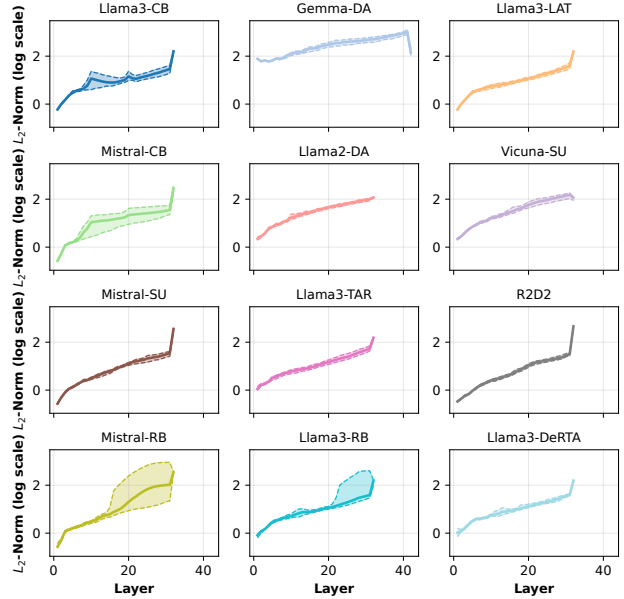 Llama3-CB
Gemma-DA
Llama3-LAT
L₂-Norm (log scale)
2
0
Mistral-CB
Llama2-DA
Vicuna-SU
L₂-Norm (log scale)
2
0
Mistral-SU
Llama3-TAR
R2D2
L₂-Norm (log scale)
2
0
Mistral-RB
Llama3-RB
Llama3-DeRTA
L₂-Norm (log scale)
2
0
0 20 40
0 20 40
0 20 40
Layer
Layer
Layer